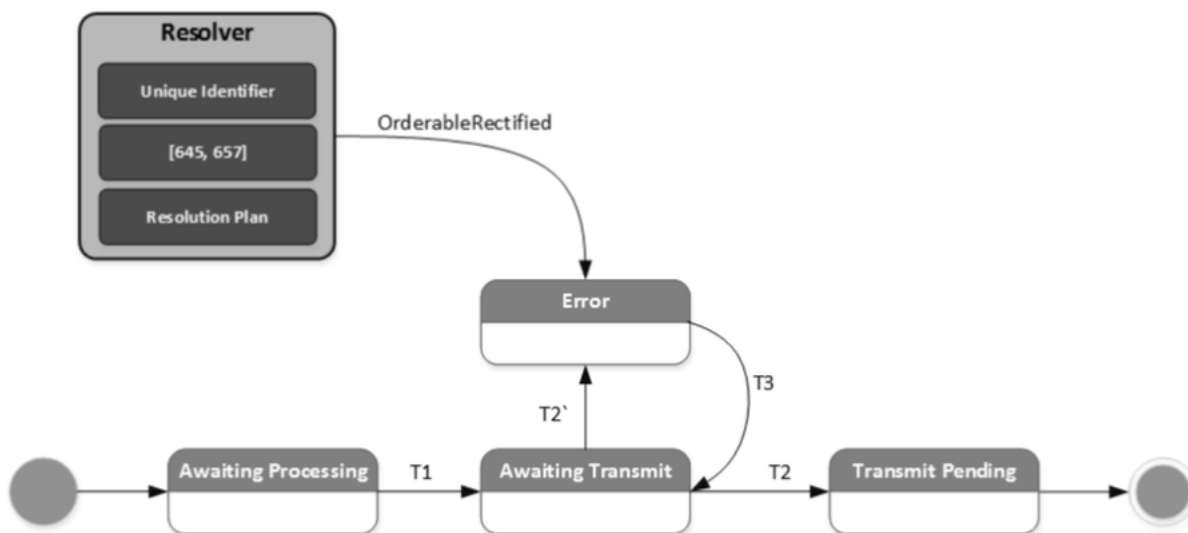 Resolver
Unique Identifier
[645, 657]
Resolution Plan
OrderableRectified
Error
T3
T2`
Awaiting Processing
T1
Awaiting Transmit
T2
Transmit Pending